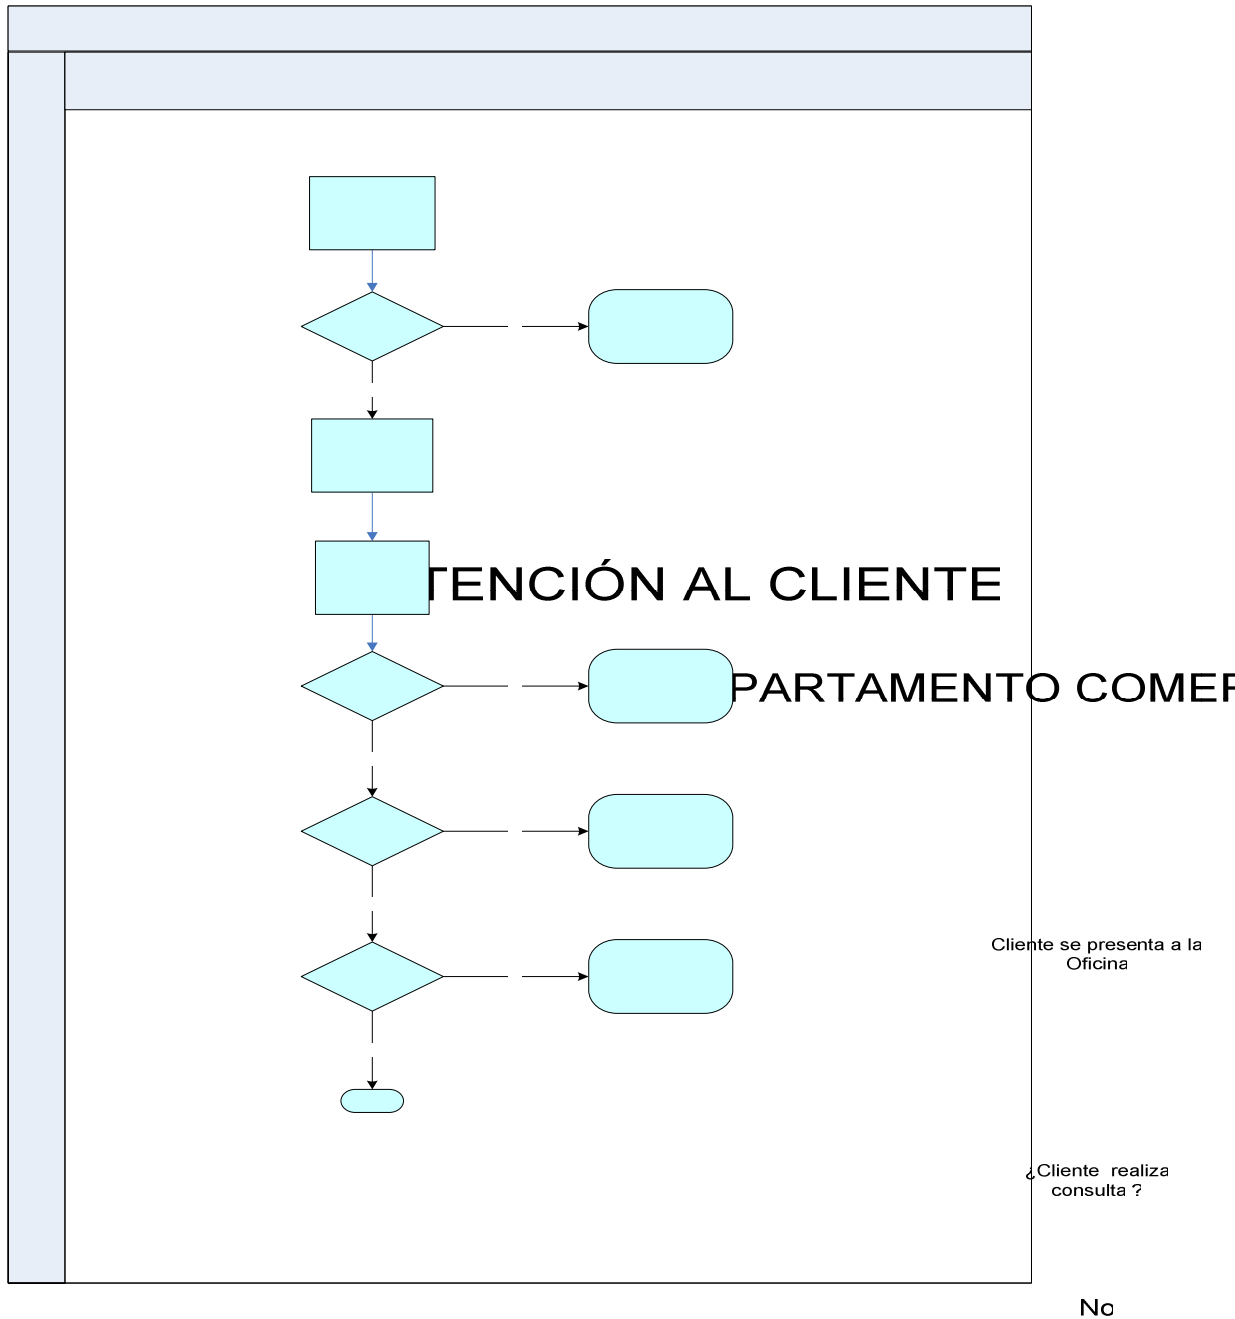 TENCIÓN AL CLIENTE
PARTAMENTO COMER
Cliente se presenta a la
Oficina
¿Cliente realiza
consulta ?
No